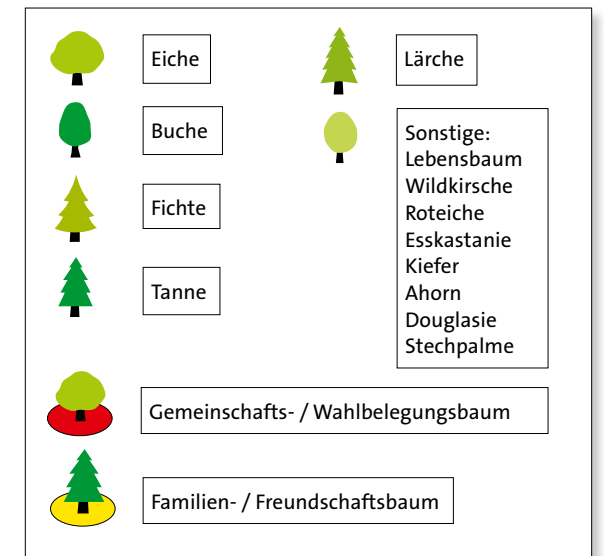 Eiche
Buche
Fichte
Tanne
Lärche
Sonstige:
Lebensbaum
Wildkirsche
Roteiche
Esskastanie
Kiefer
Ahorn
Douglasie
Stechpalme
Gemeinschafts- / Wahlbelegungsbaum
Familien- / Freundschaftsbaum